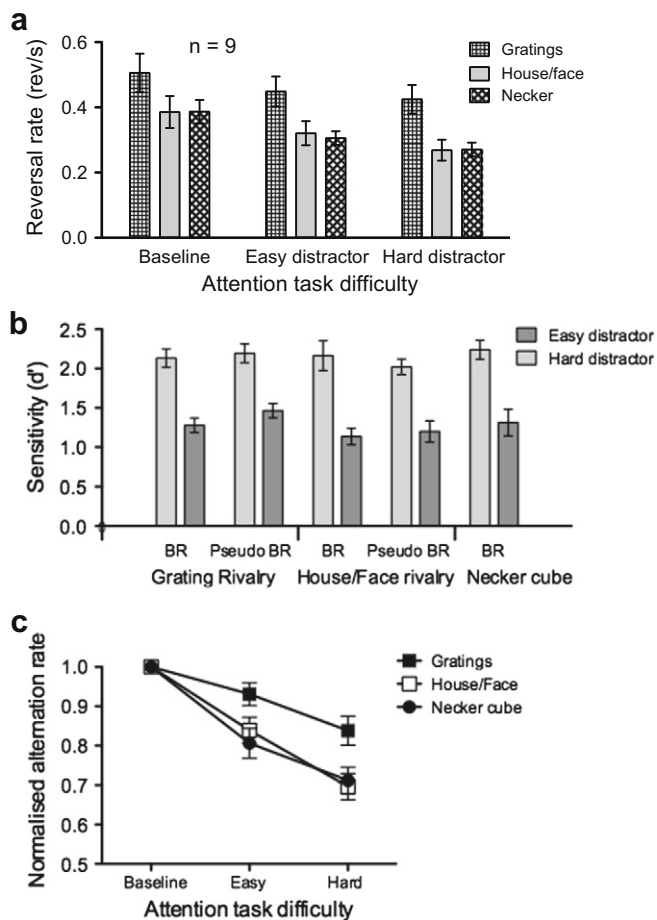 a
n = 9
Gratings
House/face
Necker
Reversal rate (rev/s)
0.6
0.4
0.2
0.0
Baseline Easy distractor Hard distractor
Attention task difficulty
b
Easy distractor
Hard distractor
Sensitivity (d')
2.5
2.0
1.5
1.0
0.5
0.0
BR Pseudo BR BR Pseudo BR BR
Grating Rivalry House/Face rivalry Necker cube
c
Gratings
House/Face
Necker cube
Normalised alternation rate
1.0
0.9
0.8
0.7
0.6
0.5
Baseline Easy Hard
Attention task difficulty